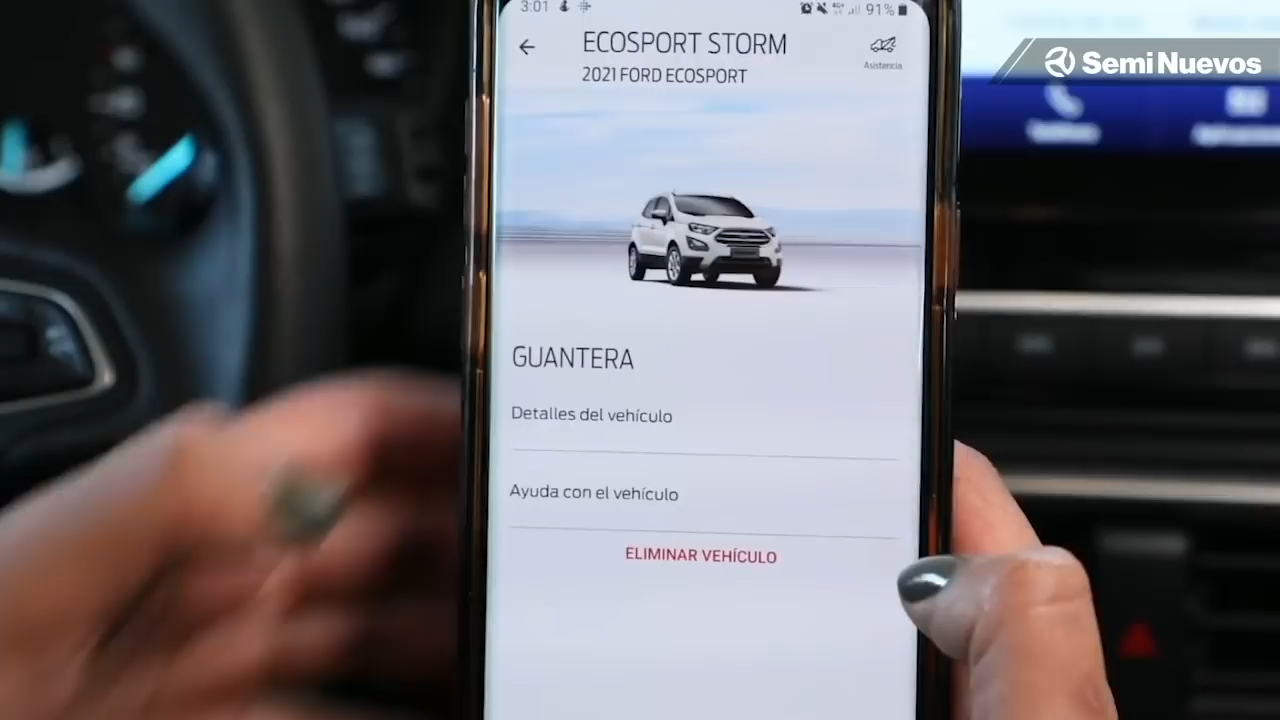 3:01
91%
ECOSPORT STORM
2021 FORD ECOSPORT
Asistencia
Semi Nuevos
GUANTERA
Detalles del vehículo
Ayuda con el vehículo
ELIMINAR VEHÍCULO